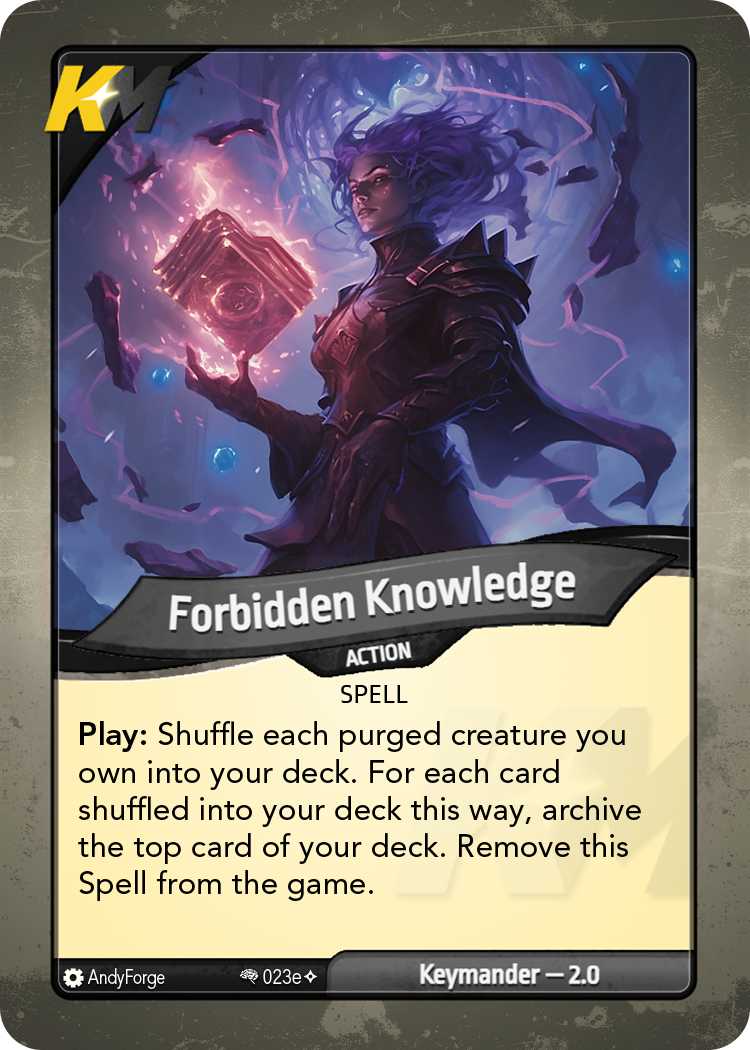 KM
Forbidden Knowledge
ACTION
SPELL
Play: Shuffle each purged creature you
own into your deck. For each card
shuffled into your deck this way, archive
the top card of your deck. Remove this
Spell from the game.
AndyForge
023e
Keymander — 2.0